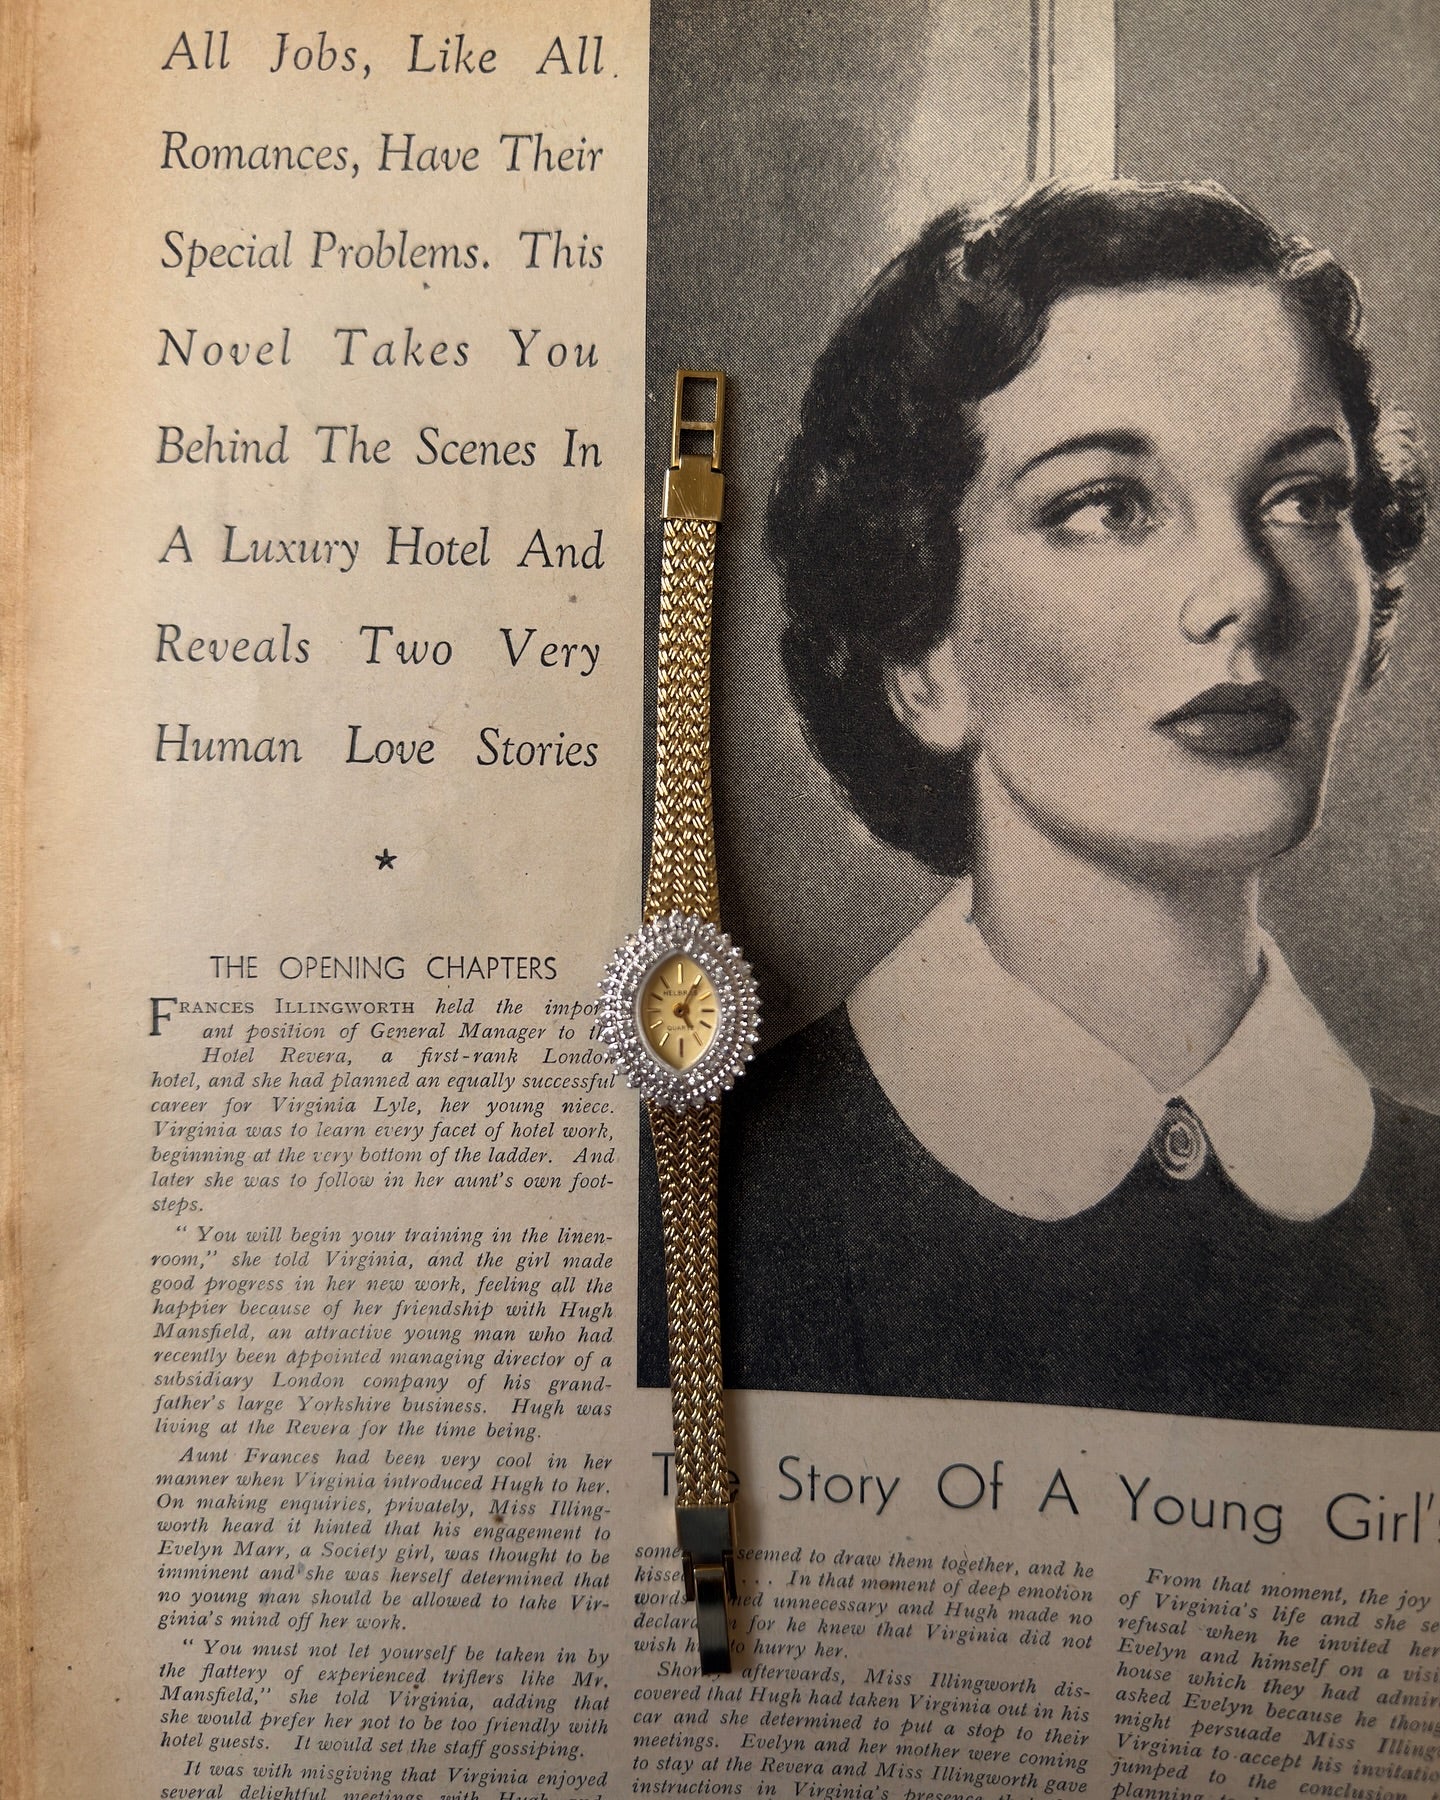 All Jobs, Like All
Romances, Have Their
Special Problems. This
Novel Takes You
Behind The Scenes In
A Luxury Hotel And
Reveals Two Very
Human Love Stories
★
THE OPENING CHAPTERS
FRANCES ILLINGWORTH held the
ant position of General Manager to
Hotel Revera, a first-rank London
hotel, and she had planned an equally successful
career for Virginia Lyle, her young niece.
Virginia was to learn every facet of hotel work,
beginning at the very bottom of the ladder. And
later she was to follow in her aunt's own foot-
steps.
" You will begin your training in the linen-
room," she told Virginia, and the girl made
good progress in her new work, feeling all the
happier because of her friendship with Hugh
Mansfield, an attractive young man who had
recently been appointed managing director of a
subsidiary London company of his grand-
father's large Yorkshire business. Hugh was
living at the Revera for the time being.
Aunt Frances had been very cool in her
manner when Virginia introduced Hugh to her.
On making enquiries, privately, Miss Illing-
worth heard it hinted that his engagement to
Evelyn Marr, a Society girl, was thought to be
imminent and she was herself determined that
no young man should be allowed to take Vir-
ginia's mind off her work.
" You must not let yourself be taken in by
the flattery of experienced triflers like Mr.
Mansfield," she told Virginia, adding that
she would prefer her not to be too friendly with
hotel guests. It would set the staff gossiping.
It was with misgiving that Virginia enjoyed
several delightful meetings with Hugh and
HELBROS
QUARTZ
The Story Of A Young Girl's
seemed to draw them together, and he
kissed . . . In that moment of deep emotion
words unnecessary and Hugh made no
for he knew that Virginia did not
wish to hurry her.
Shortly afterwards, Miss Illingworth dis-
covered that Hugh had taken Virginia out in his
car and she determined to put a stop to their
meetings. Evelyn and her mother were coming
to stay at the Revera and Miss Illingworth gave
instructions in Virginia's presence
From that moment, the joy
of Virginia's life and she
refusal when he invited her
Evelyn and himself on a
house which they had
asked Evelyn because he
might persuade Miss
Virginia to accept his
jumped to the conclusion
planning